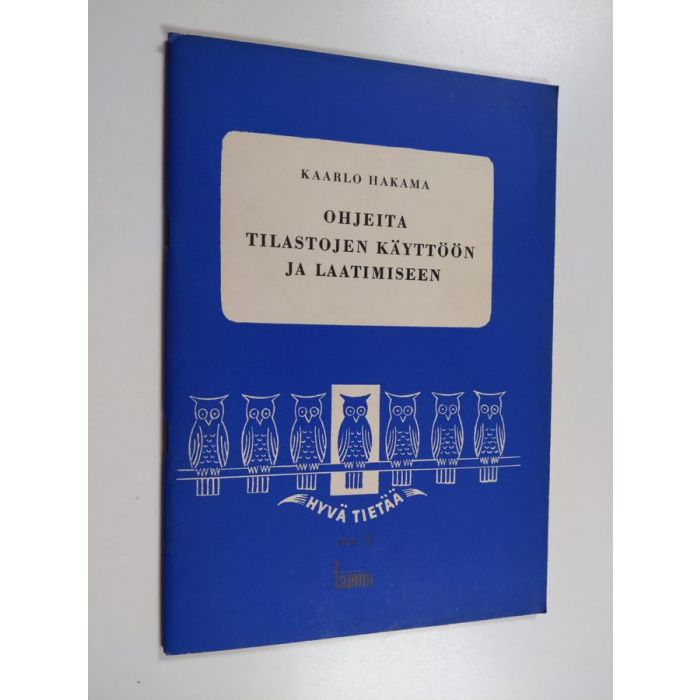 KAARLO HAKAMA
OHJEITA
TILASTOJEN KÄYTTÖÖN
JA LAATIMISEEN
HYVÄ TIETÄÄ
tammi